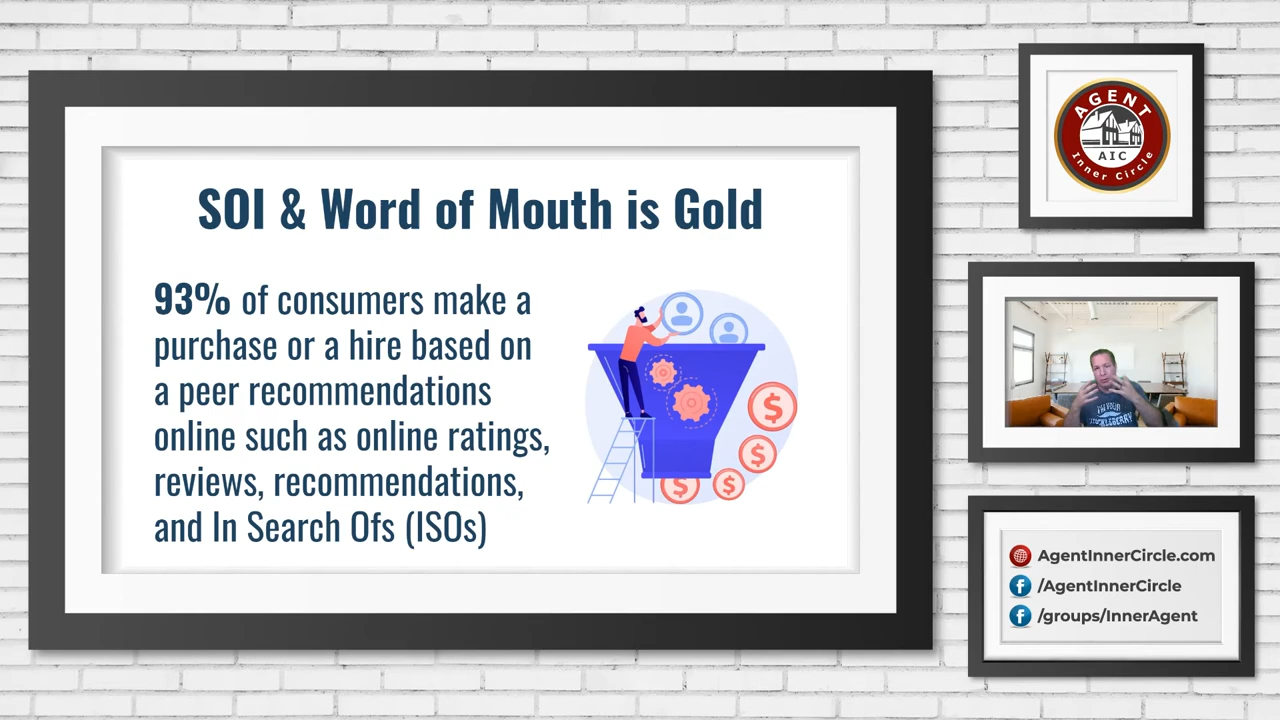 SOI & Word of Mouth is Gold
93% of consumers make a
purchase or a hire based on
a peer recommendations
online such as online ratings,
reviews, recommendations,
and In Search Ofs (ISOs)
AGENT
AIC
Inner Circle
I'M YOUR
HUCKLEBERRY
AgentInnerCircle.com
/AgentInnerCircle
/groups/InnerAgent